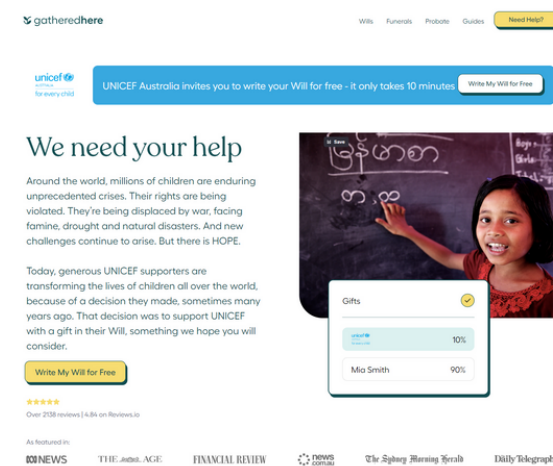 gatheredhere
Wills
Funerals
Probate
Guides
Need Help?
unicef
for every child
UNICEF Australia invites you to write your Will for free - it only takes 10 minutes
Write My Will for Free
We need your help
Around the world, millions of children are enduring
unprecedented crises. Their rights are being
violated. They're being displaced by war, facing
famine, drought and natural disasters. And new
challenges continue to arise. But there is HOPE.
Today, generous UNICEF supporters are
transforming the lives of children all over the world,
because of a decision they made, sometimes many
years ago. That decision was to support UNICEF
with a gift in their Will, something we hope you will
consider.
Write My Will for Free
Over 2138 reviews | 4.84 on Reviews.io
Save
မြန်မာစာ
Boys
Girls
Gifts
unicef
10%
Mia Smith
90%
As featured in:
NEWS
THE AGE
FINANCIAL REVIEW
news
com.au
The Sydney Morning Herald
Daily Telegraph